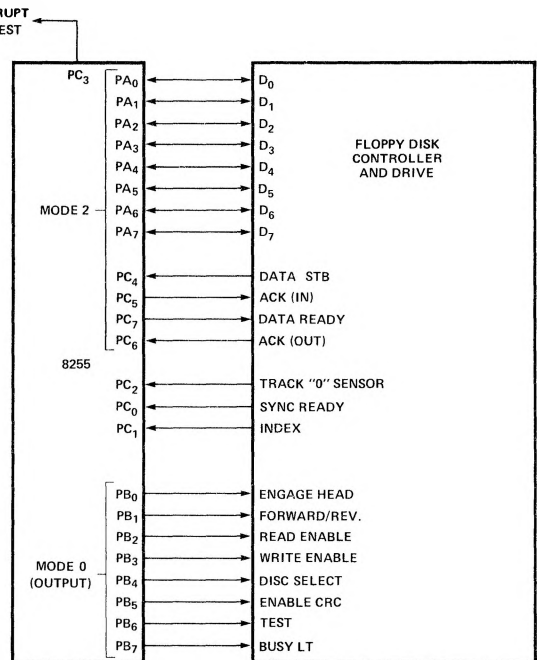 RUPT
EST
PC3 PA0 D0
PA1 D1
PA2 D2
PA3 D3
PA4 D4
PA5 D5
PA6 D6
PA7 D7
FLOPPY DISK
CONTROLLER
AND DRIVE
MODE 2
PC4 DATA STB
PC5 ACK (IN)
PC7 DATA READY
PC6 ACK (OUT)
8255
PC2 TRACK "0" SENSOR
PC0 SYNC READY
PC1 INDEX
PB0 ENGAGE HEAD
PB1 FORWARD/REV.
PB2 READ ENABLE
PB3 WRITE ENABLE
MODE 0
(OUTPUT)
PB4 DISC SELECT
PB5 ENABLE CRC
PB6 TEST
PB7 BUSY LT